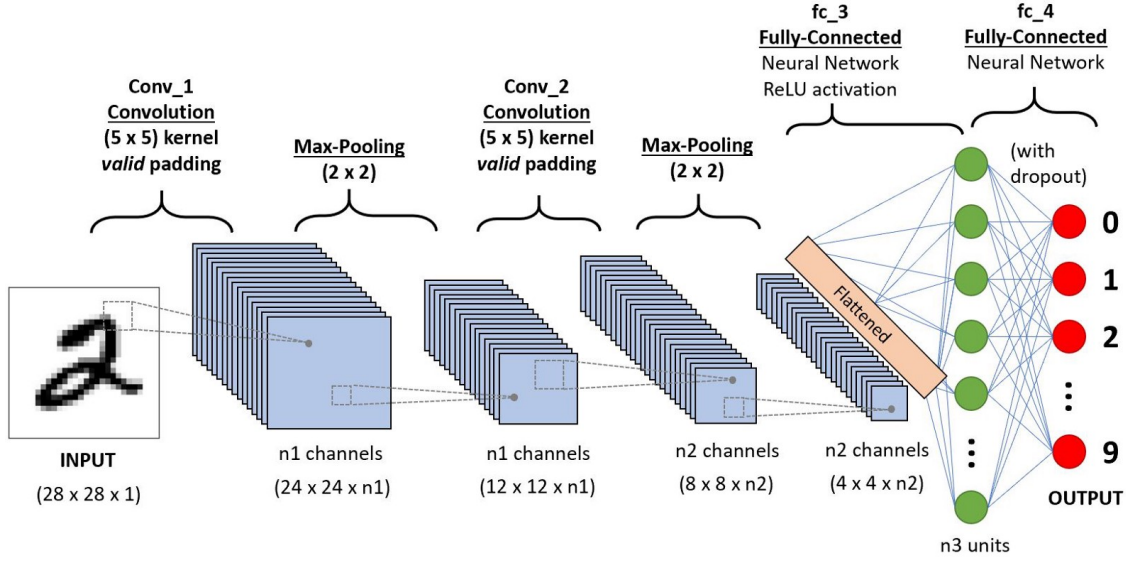 Conv_1
Convolution
(5 x 5) kernel
valid padding
Max-Pooling
(2 x 2)
Conv_2
Convolution
(5 x 5) kernel
valid padding
Max-Pooling
(2 x 2)
fc_3
Fully-Connected
Neural Network
ReLU activation
fc_4
Fully-Connected
Neural Network
(with
dropout)
2
Flattened
0
1
2
9
INPUT
(28 x 28 x 1)
n1 channels
(24 x 24 x n1)
n1 channels
(12 x 12 x n1)
n2 channels
(8 x 8 x n2)
n2 channels
(4 x 4 x n2)
n3 units
OUTPUT